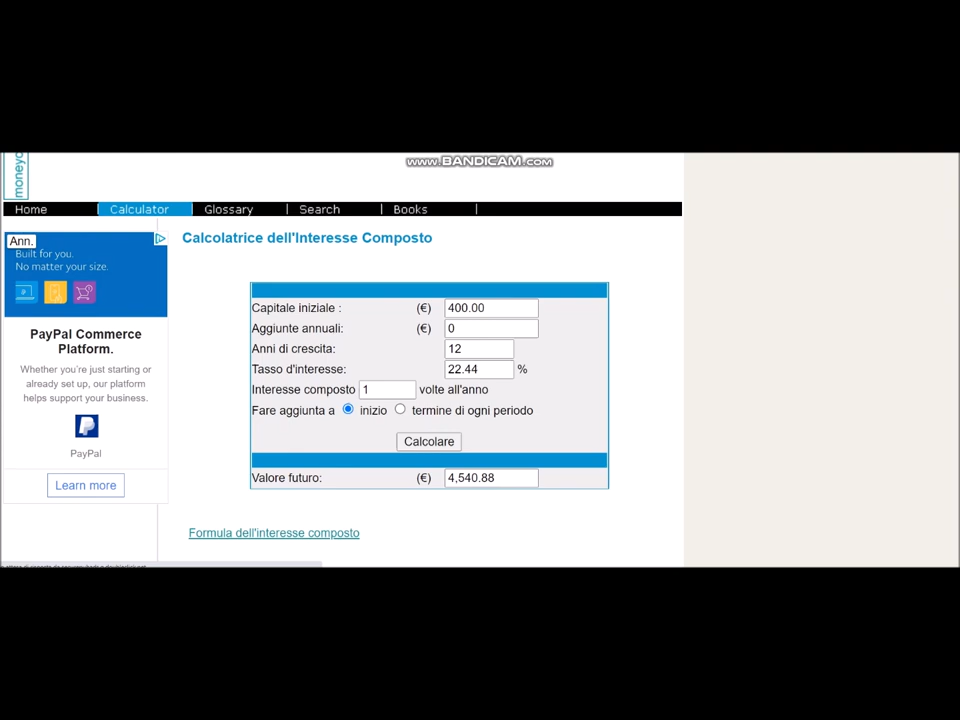 www.BANDICAM.com
moneyc
Home | Calculator | Glossary | Search | Books |
Calcolatrice dell'Interesse Composto
Ann.
Built for you.
No matter your size.
PayPal Commerce
Platform.
Whether you're just starting or
already set up, our platform
helps support your business.
PayPal
Learn more
Capitale iniziale : (€) 400.00
Aggiunte annuali: (€) 0
Anni di crescita: 12
Tasso d'interesse: 22.44 %
Interesse composto 1 volte all'anno
Fare aggiunta a inizio termine di ogni periodo
Calcolare
Valore futuro: (€) 4,540.88
Formula dell'interesse composto